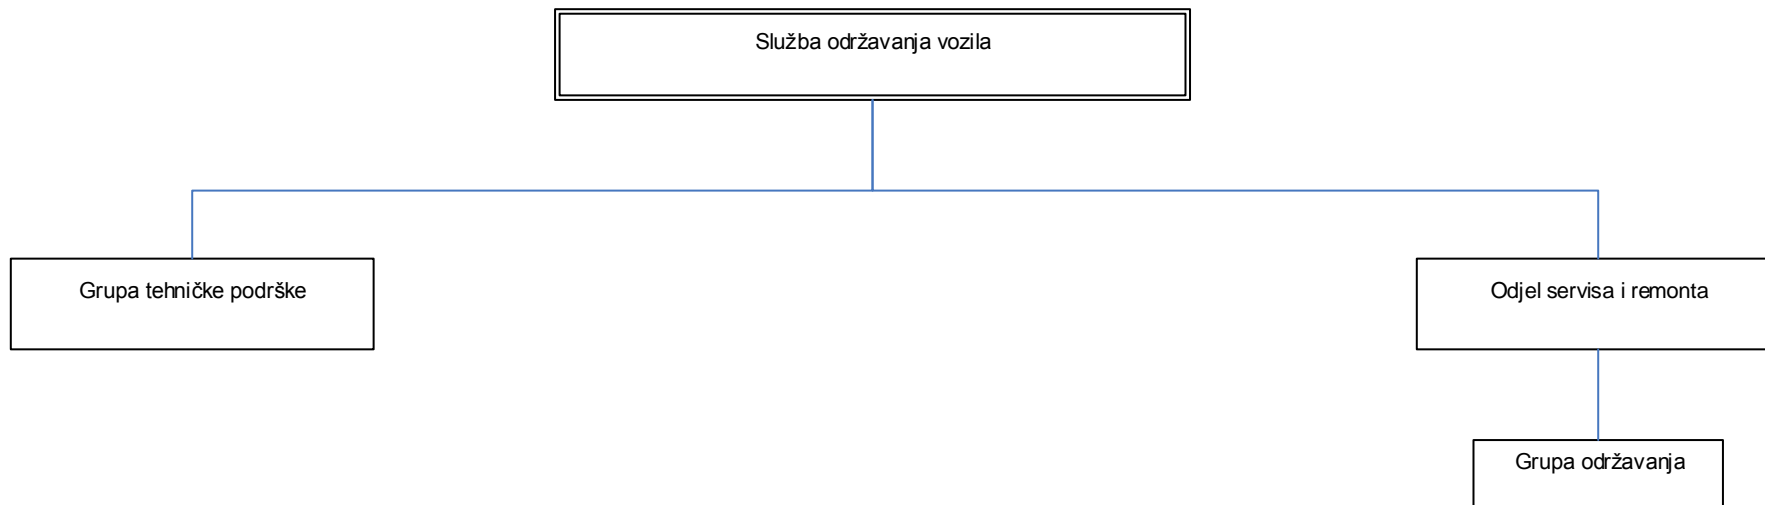 Služba održavanja vozila
Grupa tehničke podrške
Odjel servisa i remonta
Grupa održavanja